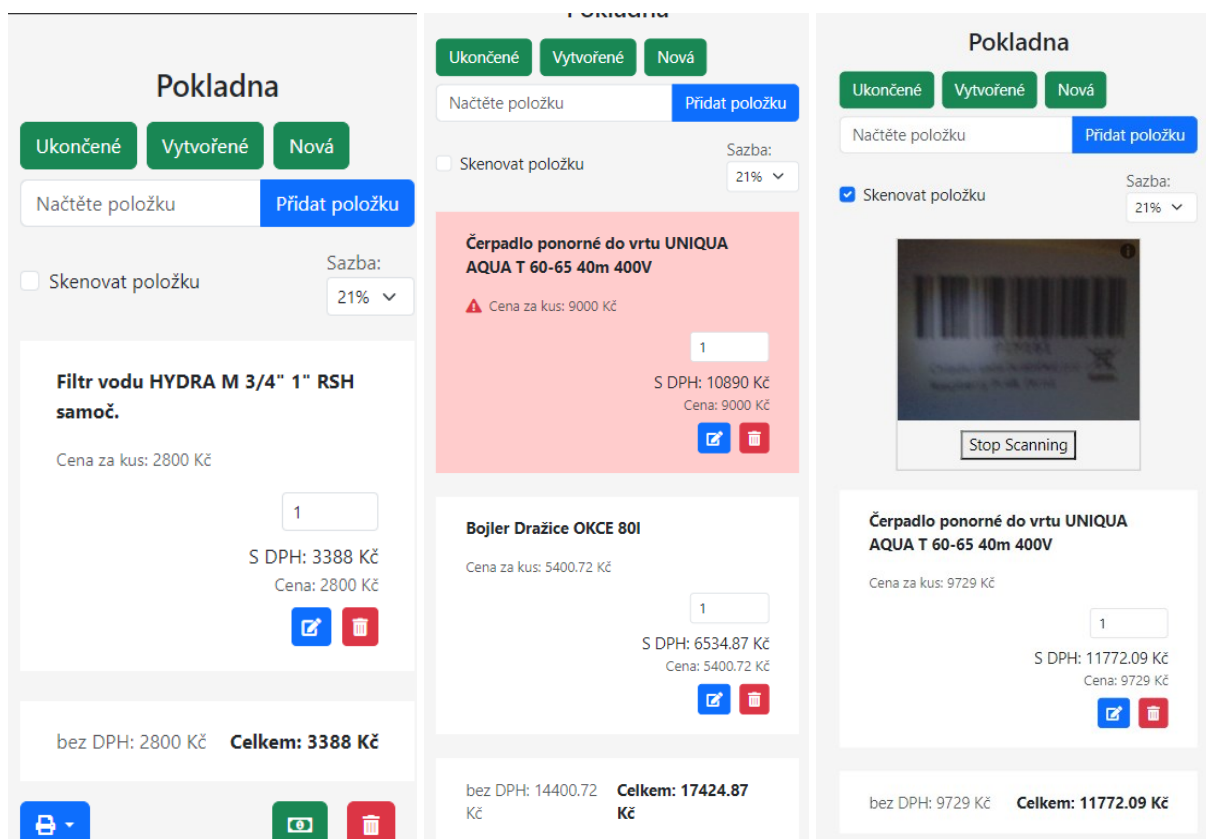 Pokladna
Ukončené Vytvořené Nová
Načtěte položku Přidat položku
Skenovat položku
Sazba:
21%
Filtr vodu HYDRA M 3/4" 1" RSH
samoč.
Cena za kus: 2800 Kč
1
S DPH: 3388 Kč
Cena: 2800 Kč
bez DPH: 2800 Kč Celkem: 3388 Kč
Pokladna
Ukončené Vytvořené Nová
Načtěte položku Přidat položku
Skenovat položku
Sazba:
21%
Čerpadlo ponorné do vrtu UNIQUA
AQUA T 60-65 40m 400V
Cena za kus: 9000 Kč
1
S DPH: 10890 Kč
Cena: 9000 Kč
Bojler Dražice OKCE 80l
Cena za kus: 5400.72 Kč
1
S DPH: 6534.87 Kč
Cena: 5400.72 Kč
bez DPH: 14400.72 Celkem: 17424.87
Kč Kč
Pokladna
Ukončené Vytvořené Nová
Načtěte položku Přidat položku
Skenovat položku
Sazba:
21%
Stop Scanning
Čerpadlo ponorné do vrtu UNIQUA
AQUA T 60-65 40m 400V
Cena za kus: 9729 Kč
1
S DPH: 11772.09 Kč
Cena: 9729 Kč
bez DPH: 9729 Kč Celkem: 11772.09 Kč